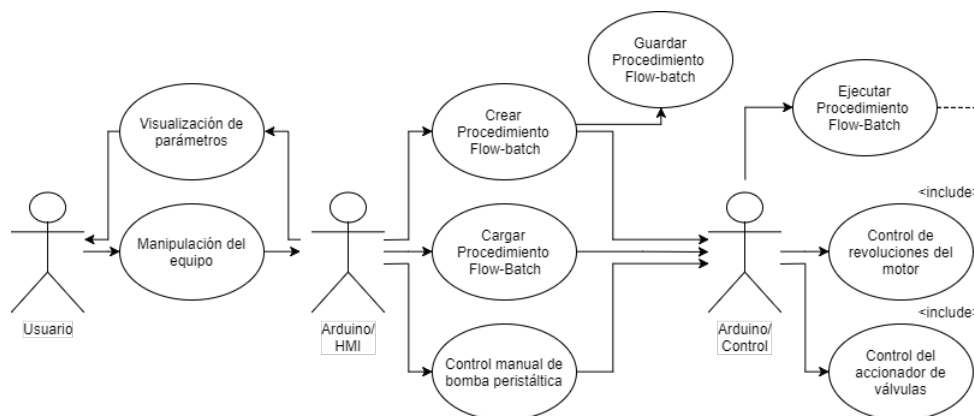 Guardar
Procedimiento
Flow-batch
Visualización de
parámetros
Crear
Procedimiento
Flow-batch
Ejecutar
Procedimiento
Flow-Batch
Manipulación del
equipo
Cargar
Procedimiento
Flow-Batch
<include>
Control de
revoluciones del
motor
Usuario
Arduino/
HMI
Control manual de
bomba peristáltica
Arduino/
Control
<include>
Control del
accionador de
válvulas